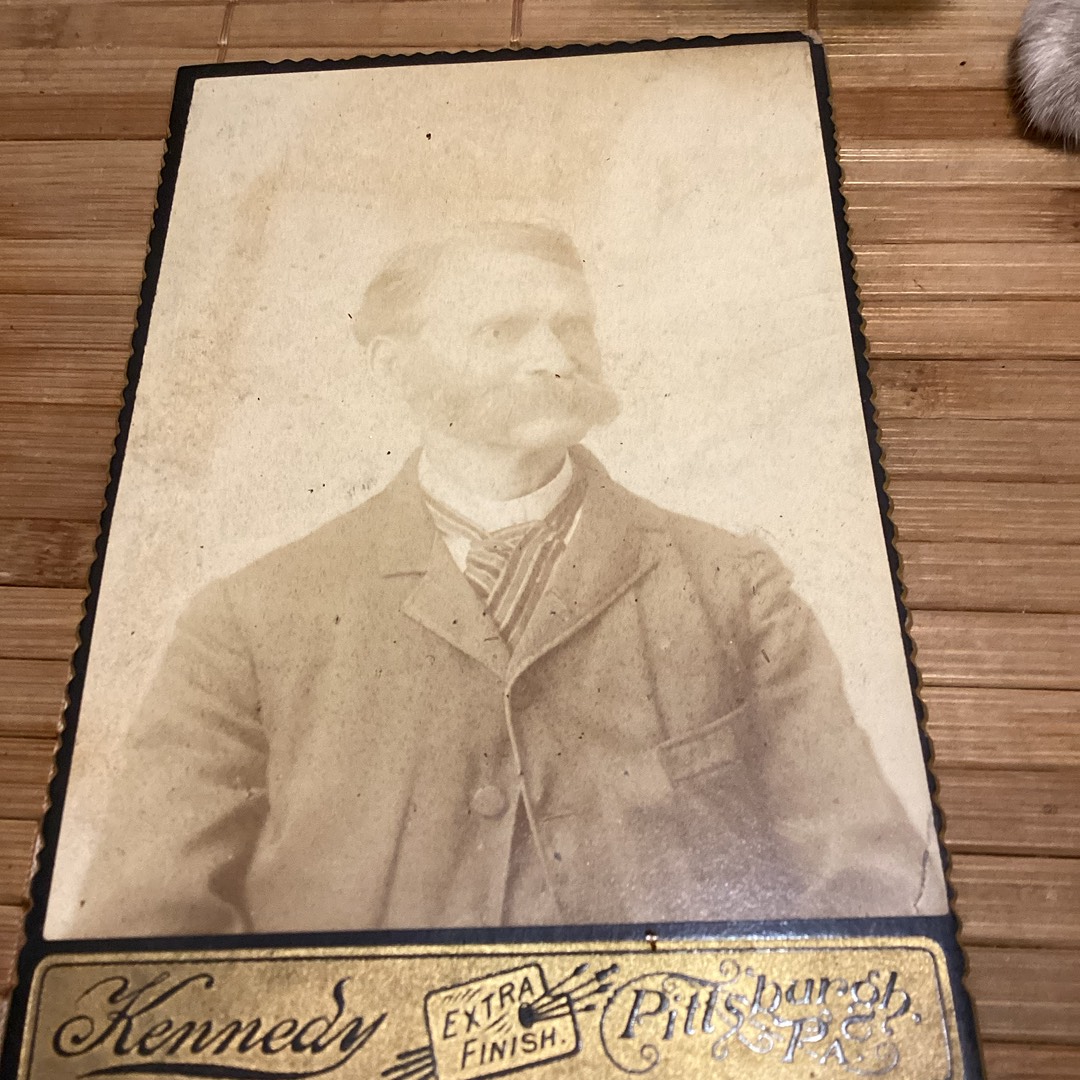 Kennedy
EXTRA
FINISH.
Pittsburgh,
PA.